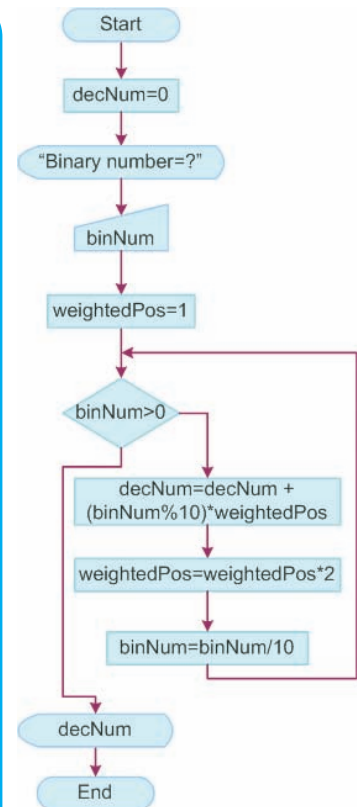 Start
decNum=0
“Binary number=?”
binNum
weightedPos=1
binNum>0
decNum=decNum +
(binNum%10)*weightedPos
weightedPos=weightedPos*2
binNum=binNum/10
decNum
End